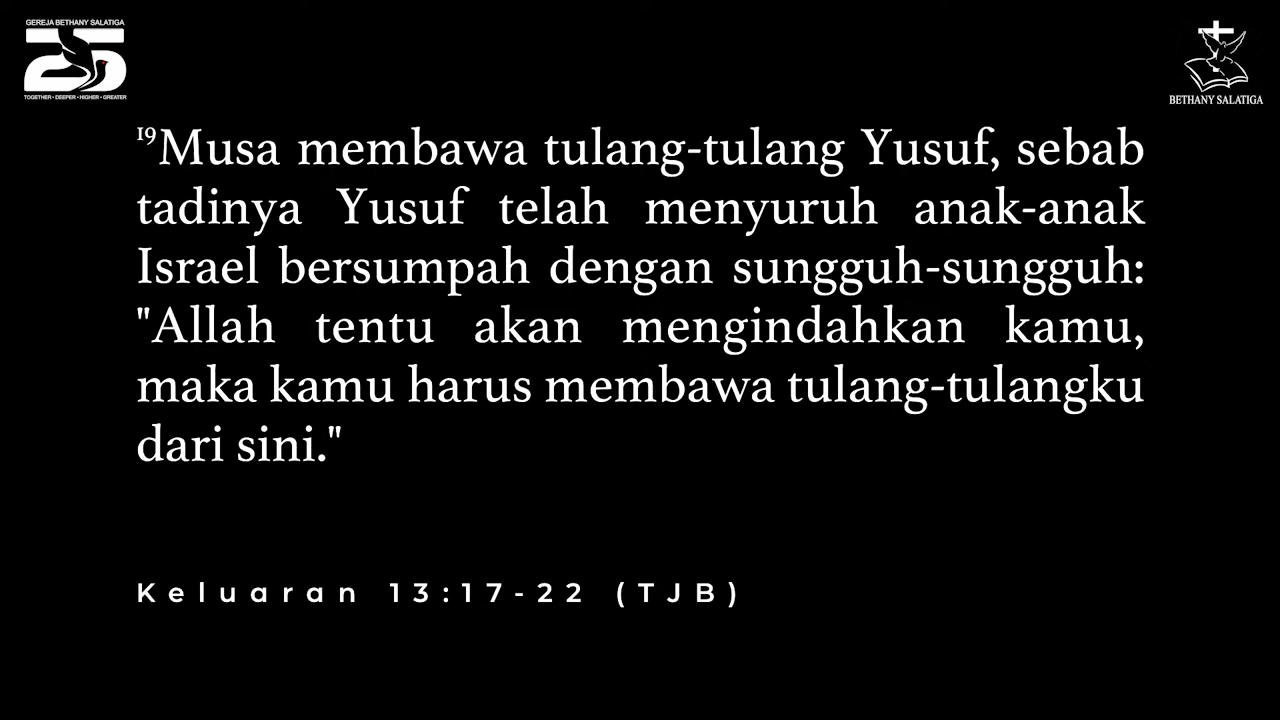 GEREJA BETHANY SALATIGA
25
TOGETHER • DEEPER • HIGHER • GREATER
BETHANY SALATIGA
¹⁹Musa membawa tulang-tulang Yusuf, sebab
tadinya Yusuf telah menyuruh anak-anak
Israel bersumpah dengan sungguh-sungguh:
"Allah tentu akan mengindahkan kamu,
maka kamu harus membawa tulang-tulangku
dari sini."
Keluaran 13:17-22 (TJB)